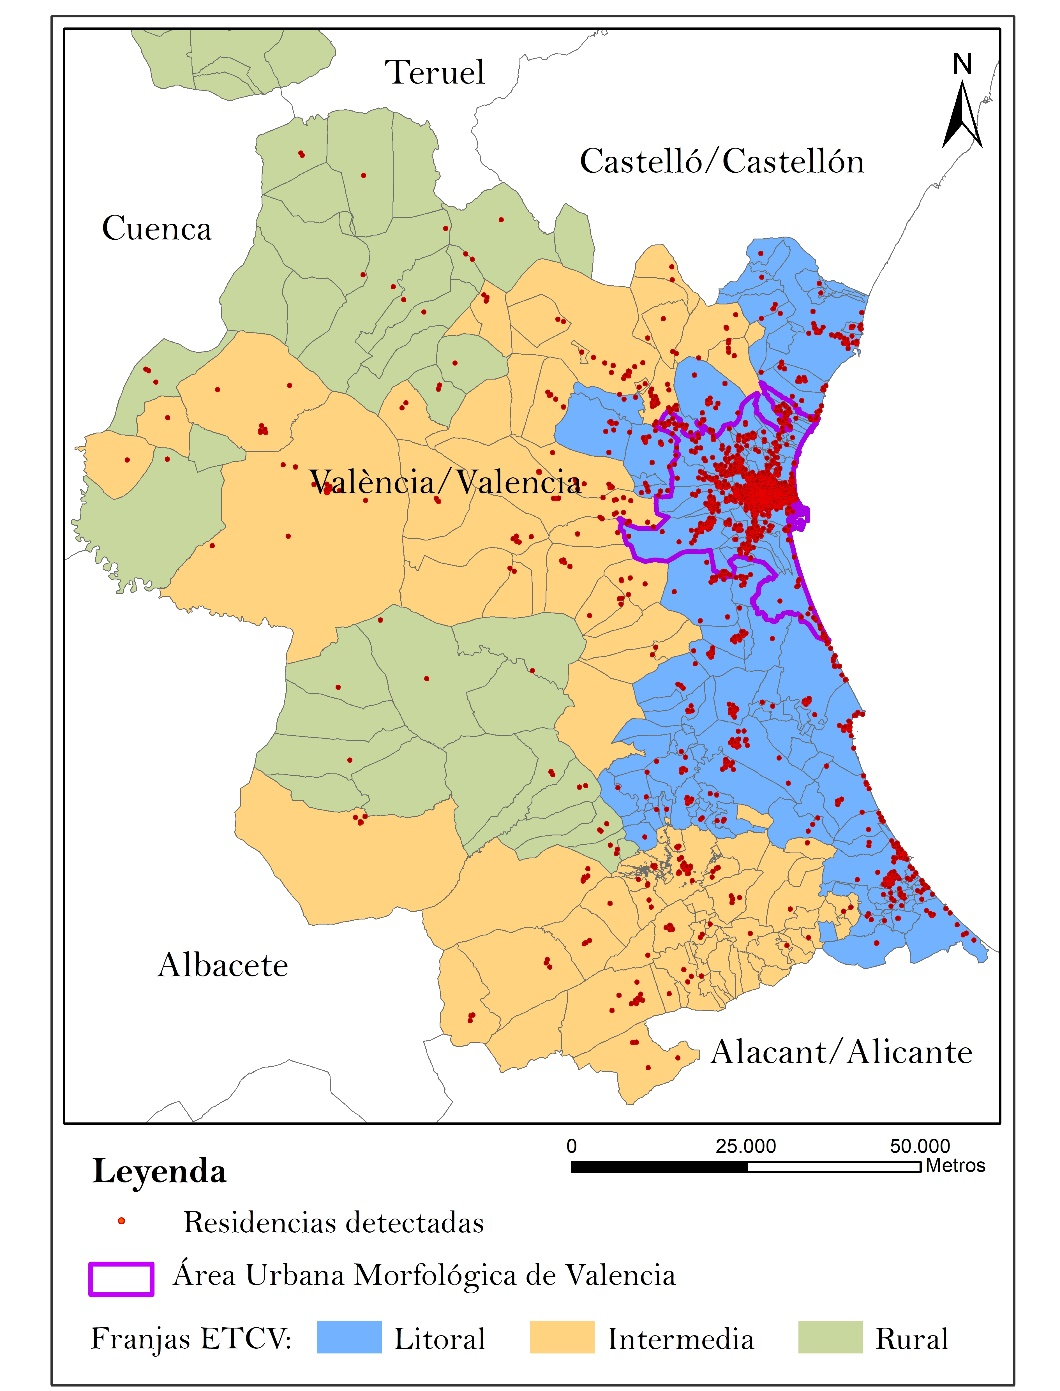 Teruel
N
Castelló/Castellón
Cuenca
València/Valencia
Albacete
Alacant/Alicante
0 25.000 50.000
Metros
Leyenda
Residencias detectadas
Área Urbana Morfológica de Valencia
Franjas ETCV: Litoral Intermedia Rural